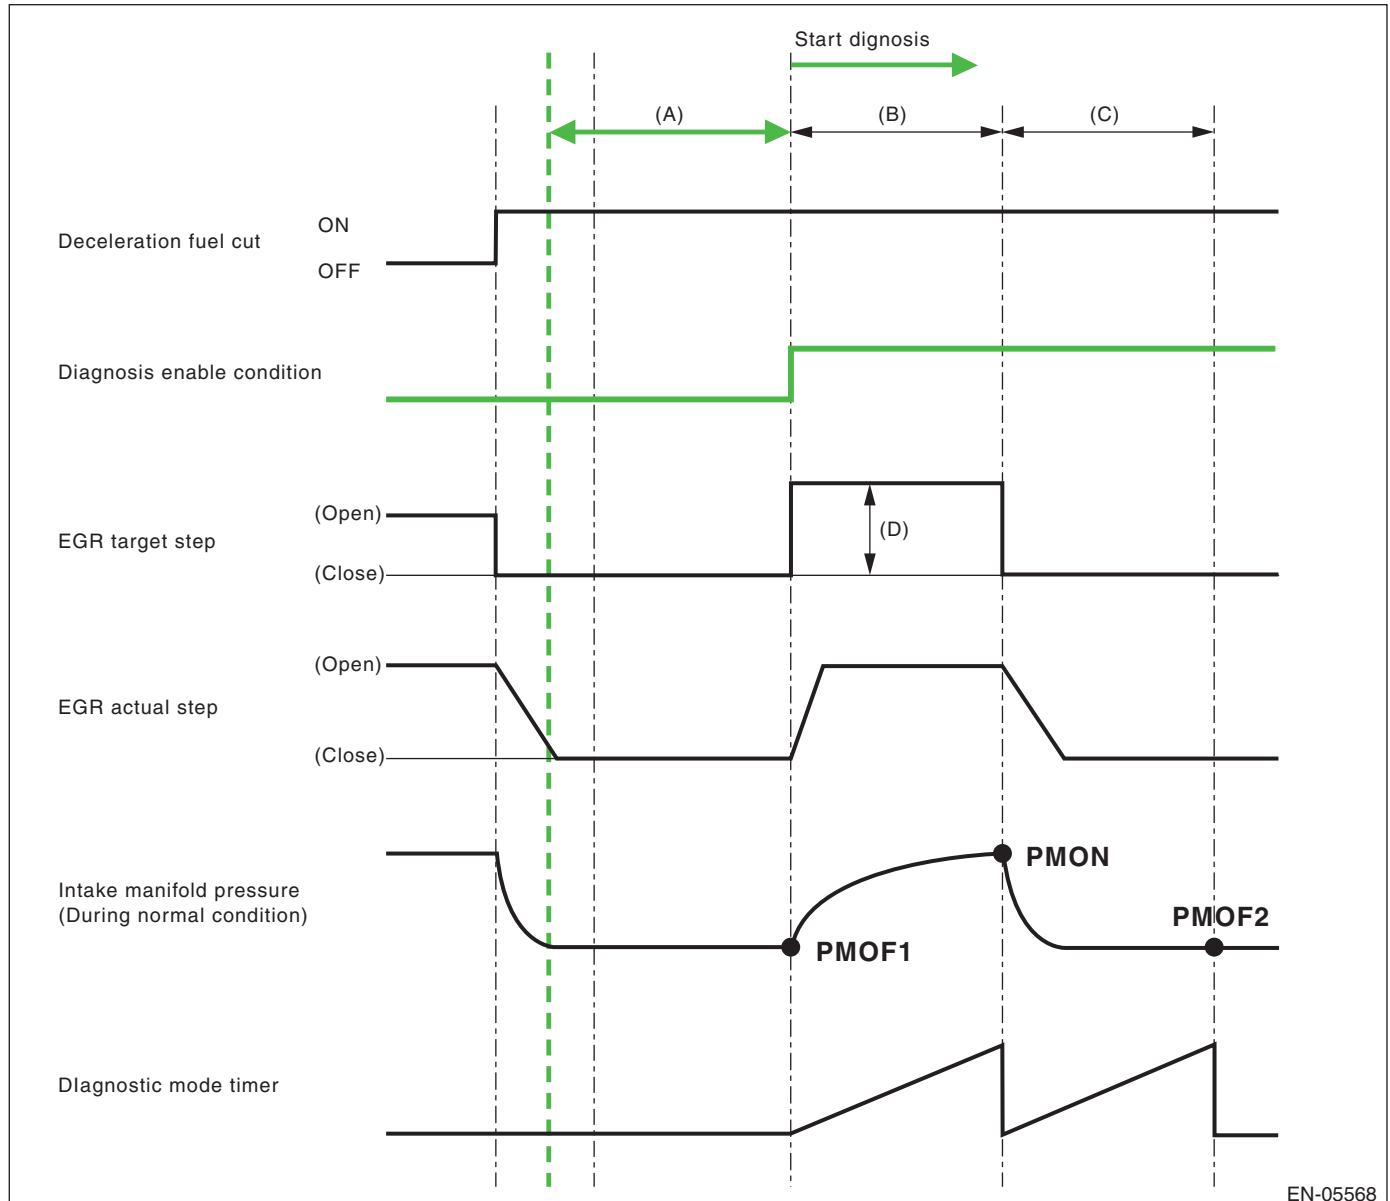 Start dignosis
(A)
(B)
(C)
Deceleration fuel cut
ON
OFF
Diagnosis enable condition
EGR target step
(Open)
(D)
(Close)
EGR actual step
(Open)
(Close)
Intake manifold pressure
(During normal condition)
PMON
PMOF2
PMOF1
DIagnostic mode timer
EN-05568